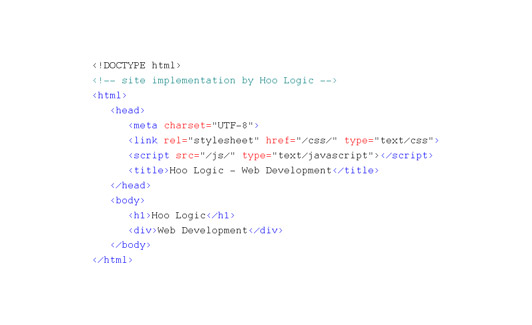 <!DOCTYPE html>
<!-- site implementation by Hoo Logic -->
<html>
<head>
<meta charset="UTF-8">
<link rel="stylesheet" href="/css/" type="text/css">
<script src="/js/" type="text/javascript"></script>
<title>Hoo Logic - Web Development</title>
</head>
<body>
<h1>Hoo Logic</h1>
<div>Web Development</div>
</body>
</html>